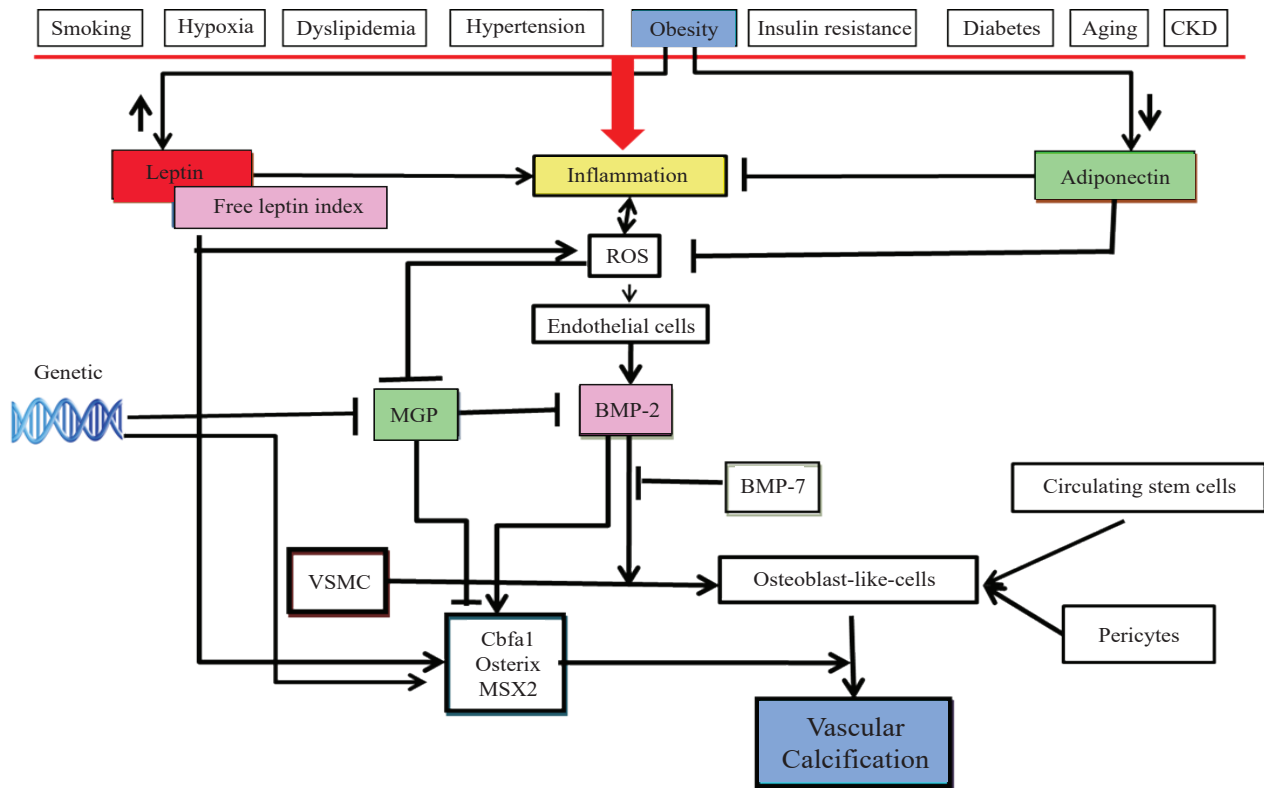 Smoking
Hypoxia
Dyslipidemia
Hypertension
Obesity
Insulin resistance
Diabetes
Aging
CKD
Leptin
Free leptin index
Inflammation
Adiponectin
ROS
Endothelial cells
Genetic
MGP
BMP-2
BMP-7
Circulating stem cells
VSMC
Osteoblast-like-cells
Pericytes
Cbfa1
Osterix
MSX2
Vascular
Calcification